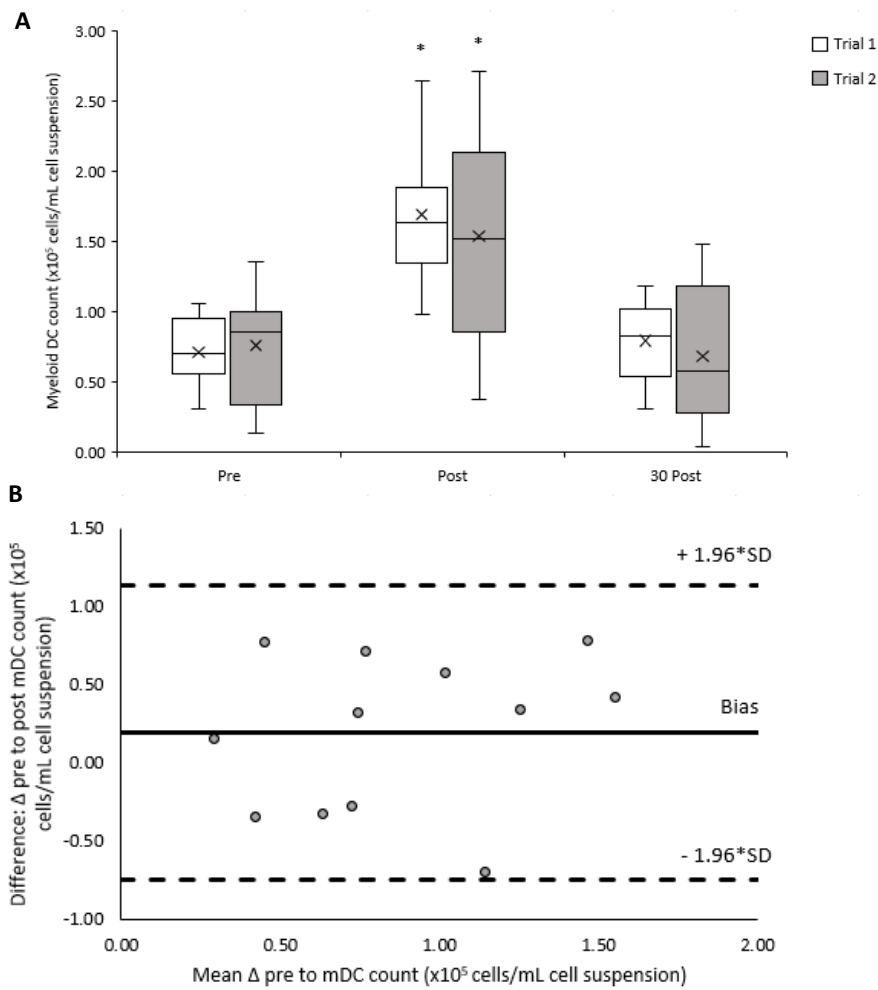 A
3.00
2.50
2.00
1.50
1.00
0.50
0.00
Myeloid DC count (x10⁵ cells/mL cell suspension)
* *
Trial 1
Trial 2
Pre Post 30 Post
B
1.50
1.00
0.50
0.00
-0.50
-1.00
Difference: Δ pre to post mDC count (x10⁵
cells/mL cell suspension)
+ 1.96*SD
Bias
- 1.96*SD
0.00 0.50 1.00 1.50 2.00
Mean Δ pre to mDC count (x10⁵ cells/mL cell suspension)